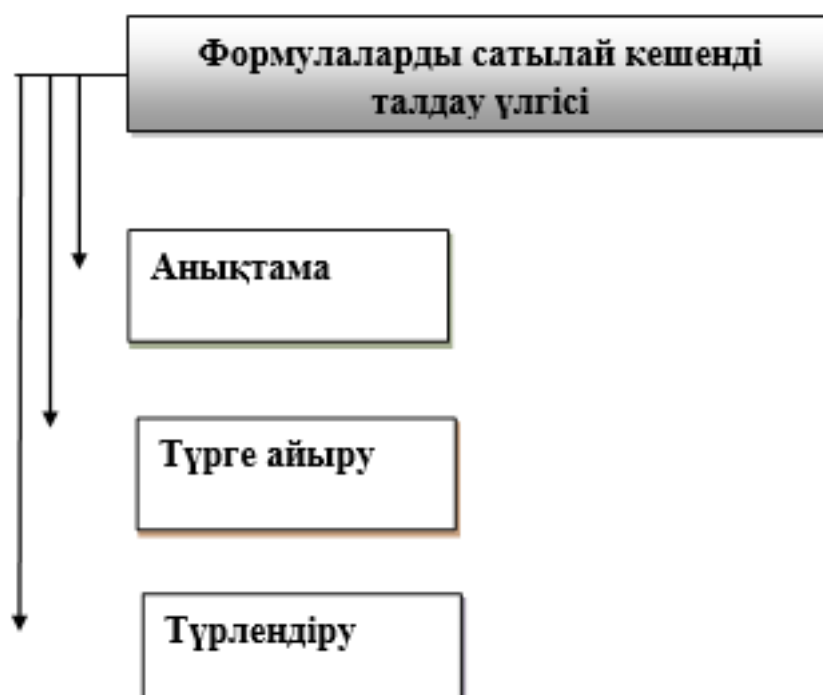 Формулаларды сатылай кешенді
талдау үлгісі
Анықтама
Түрге айыру
Түрлендіру